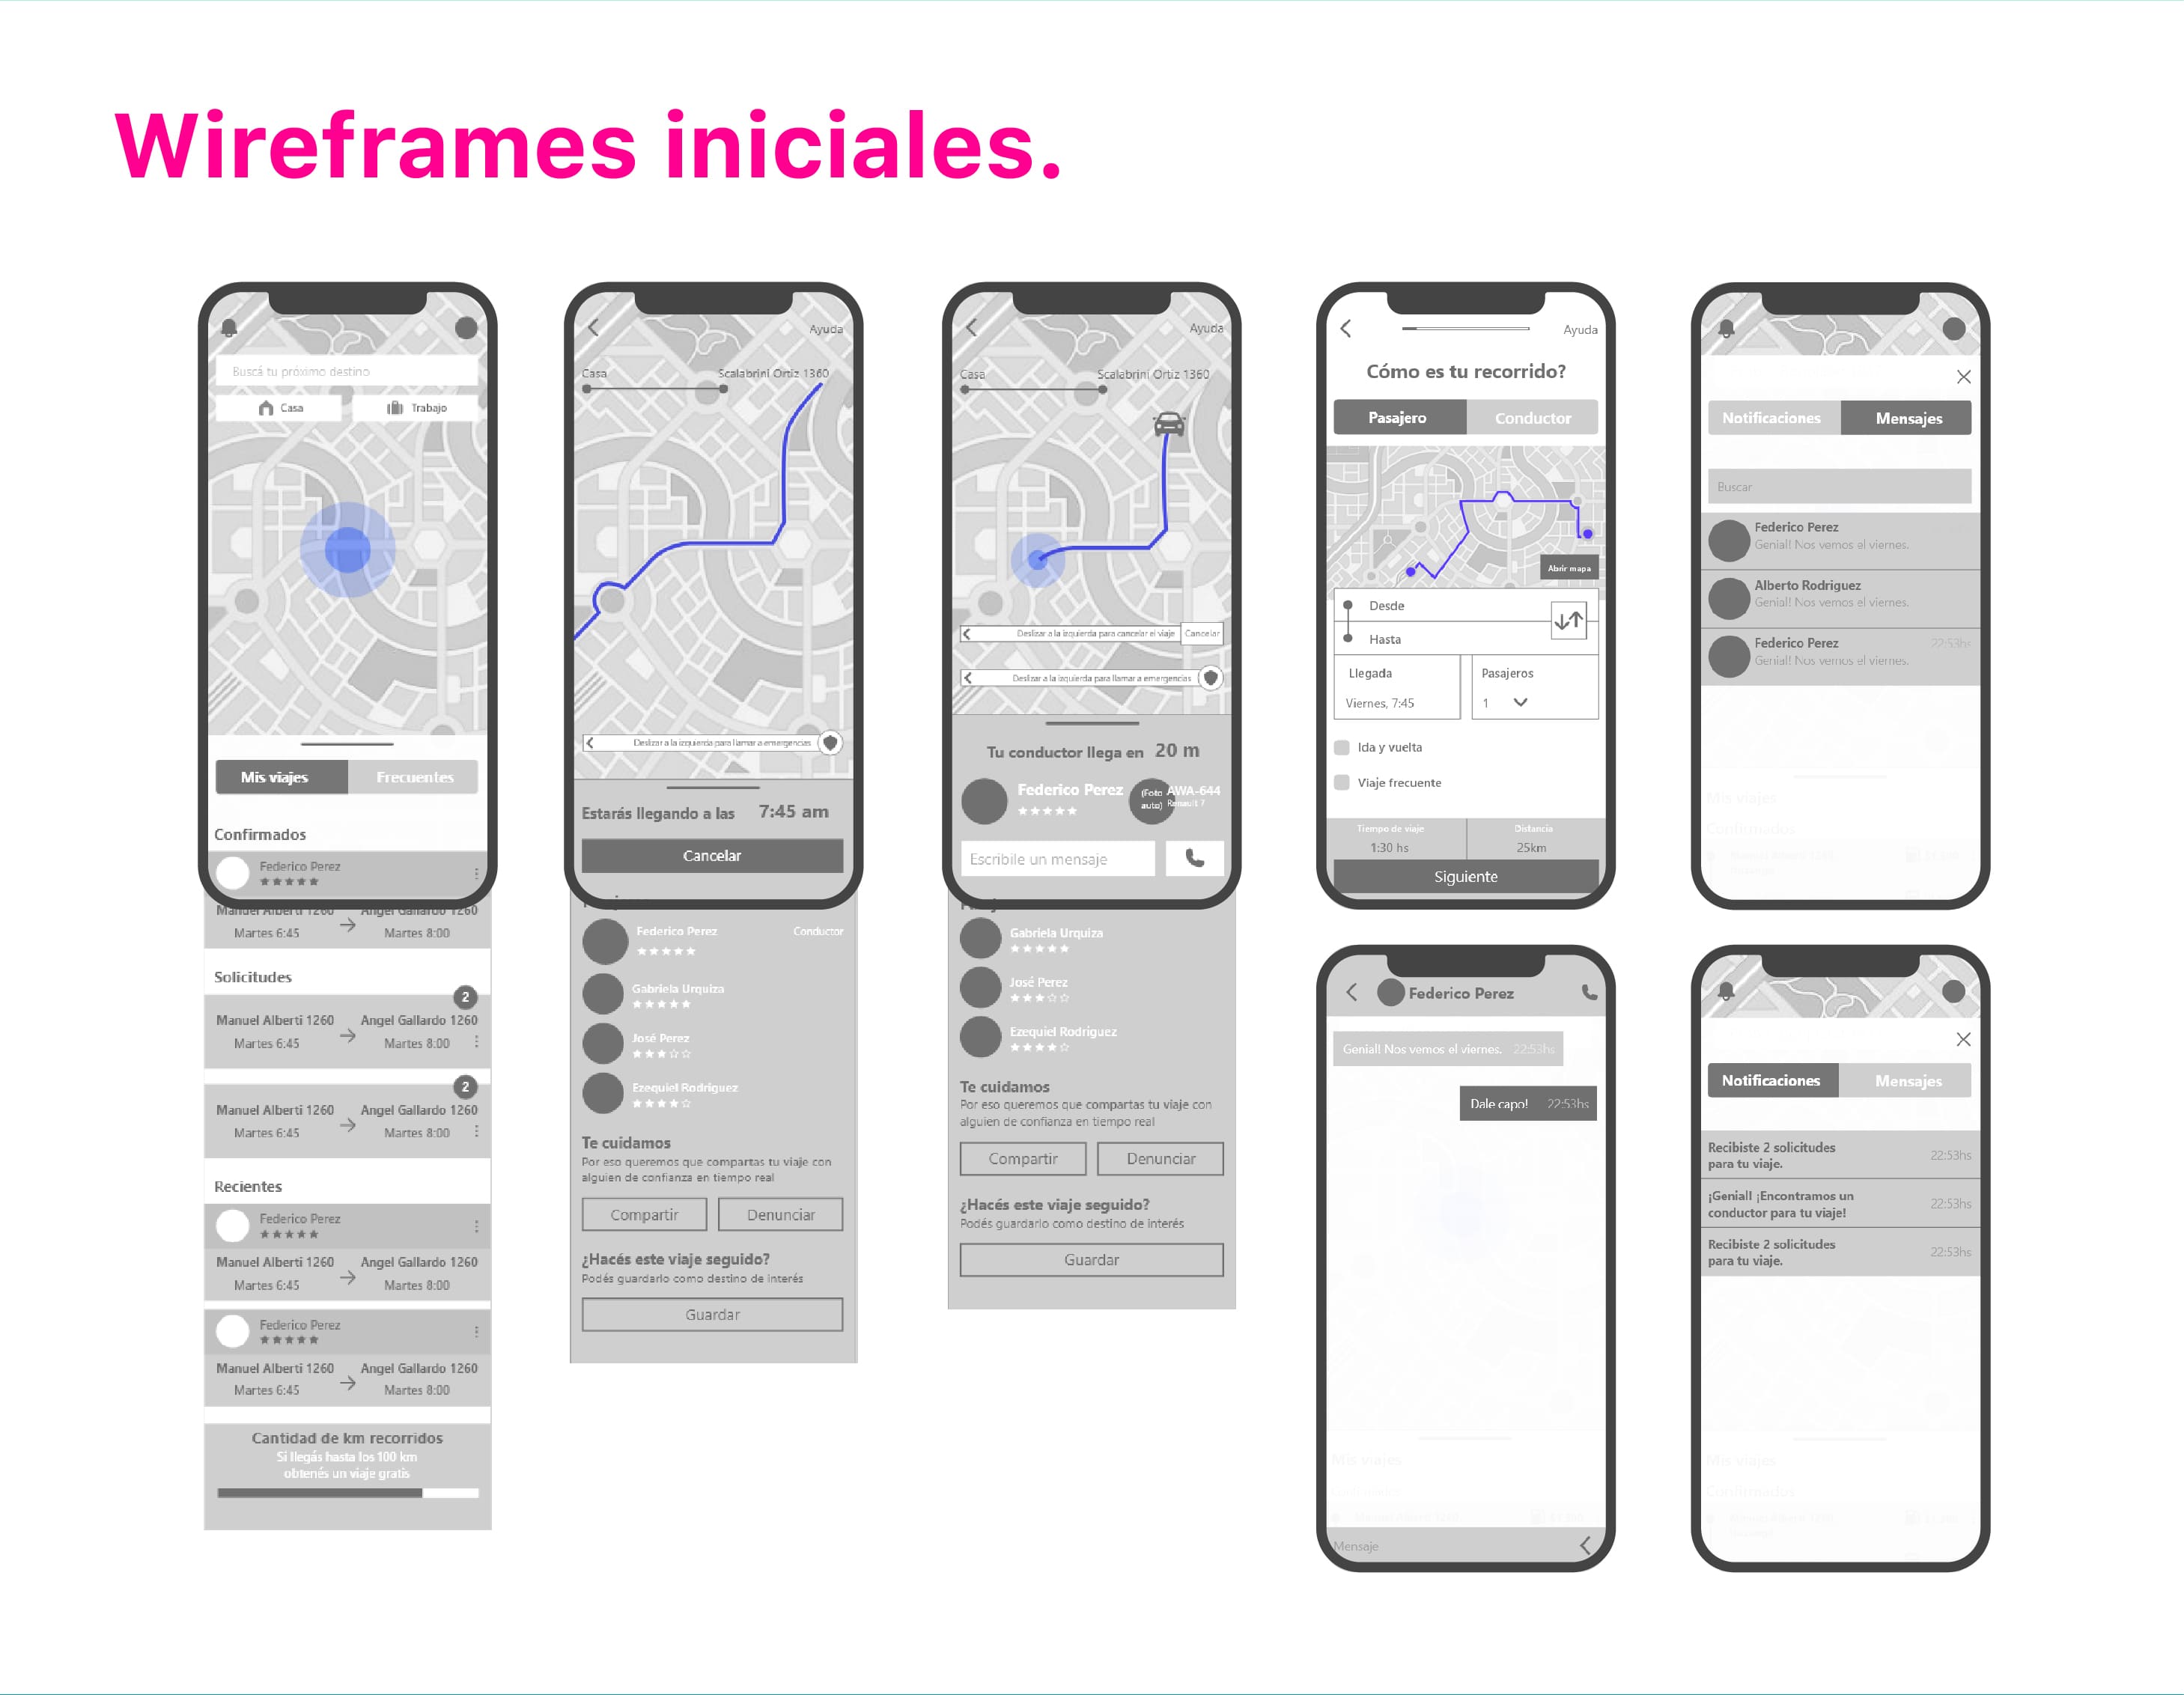 Wireframes iniciales.
Buscá tu próximo destino
Casa
Trabajo
Mis viajes
Frecuentes
Confirmados
Federico Perez
Manuel Alberti 1260
Angel Gallardo 1260
Martes 6:45
Martes 8:00
Solicitudes
2
Manuel Alberti 1260
Angel Gallardo 1260
Martes 6:45
Martes 8:00
2
Manuel Alberti 1260
Angel Gallardo 1260
Martes 6:45
Martes 8:00
Recientes
Federico Perez
Manuel Alberti 1260
Angel Gallardo 1260
Martes 6:45
Martes 8:00
Federico Perez
Manuel Alberti 1260
Angel Gallardo 1260
Martes 6:45
Martes 8:00
Cantidad de km recorridos
Si llegás hasta los 100 km
obtenés un viaje gratis
Ayuda
Casa
Scalabrini Ortiz 1360
Deslizar a la izquierda para llamar a emergencias
Estarás llegando a las 7:45 am
Cancelar
Federico Perez
Conductor
Gabriela Urquiza
José Perez
Ezequiel Rodriguez
Te cuidamos
Por eso queremos que compartas tu viaje con
alguien de confianza en tiempo real
Compartir
Denunciar
¿Hacés este viaje seguido?
Podés guardarlo como destino de interés
Guardar
Ayuda
Casa
Scalabrini Ortiz 1360
Deslizar a la izquierda para cancelar el viaje
Cancelar
Deslizar a la izquierda para llamar a emergencias
Tu conductor llega en 20 m
Federico Perez
(Foto
auto)
AWA-644
Renault 7
Escribile un mensaje
Gabriela Urquiza
José Perez
Ezequiel Rodriguez
Te cuidamos
Por eso queremos que compartas tu viaje con
alguien de confianza en tiempo real
Compartir
Denunciar
¿Hacés este viaje seguido?
Podés guardarlo como destino de interés
Guardar
Ayuda
Cómo es tu recorrido?
Pasajero
Conductor
Abrir mapa
Desde
Hasta
Llegada
Viernes, 7:45
Pasajeros
1
Ida y vuelta
Viaje frecuente
Tiempo de viaje
1:30 hs
Distancia
25km
Siguiente
Notificaciones
Mensajes
Buscar
Federico Perez
Genial! Nos vemos el viernes.
Alberto Rodriguez
Genial! Nos vemos el viernes.
Federico Perez
22:53hs
Genial! Nos vemos el viernes.
Mis viajes
Confirmados
Federico Perez
Genial! Nos vemos el viernes. 22:53hs
Dale capo! 22:53hs
Mis viajes
Mensaje
Notificaciones
Mensajes
Recibiste 2 solicitudes
para tu viaje.
22:53hs
¡Genial! ¡Encontramos un
conductor para tu viaje!
22:53hs
Recibiste 2 solicitudes
para tu viaje.
22:53hs
Mis viajes
Confirmados